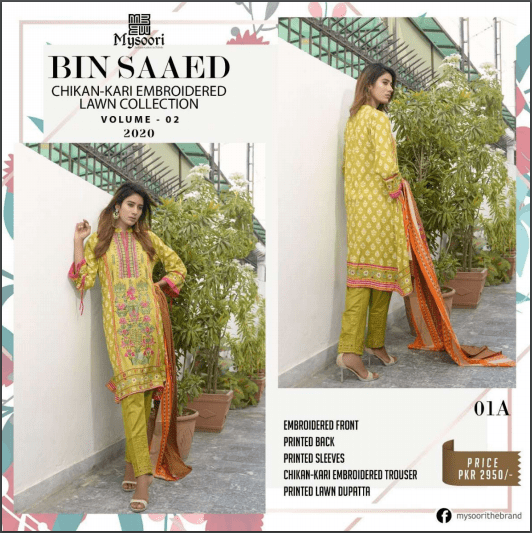 Mysoori
BIN SAAED
CHIKAN-KARI EMBROIDERED
LAWN COLLECTION
VOLUME - 02
2020
01A
EMBROIDERED FRONT
PRINTED BACK
PRINTED SLEEVES
CHIKAN-KARI EMBROIDERED TROUSER
PRINTED LAWN DUPATTA
PRICE
PKR 2950/-
f mysoorithebrand